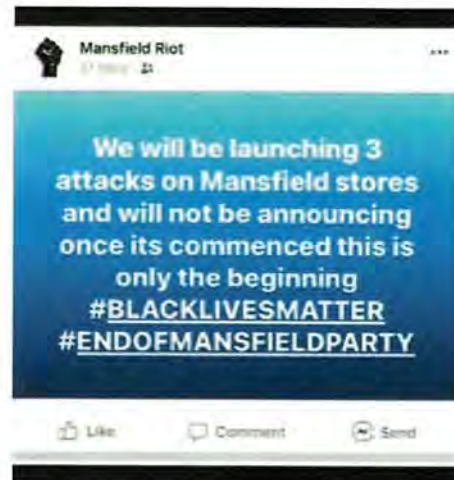 Mansfield Riot
...
We will be launching 3
attacks on Mansfield stores
and will not be announcing
once its commenced this is
only the beginning
#BLACKLIVESMATTER
#ENDOFMANSFIELDPARTY
Like
Comment
Send